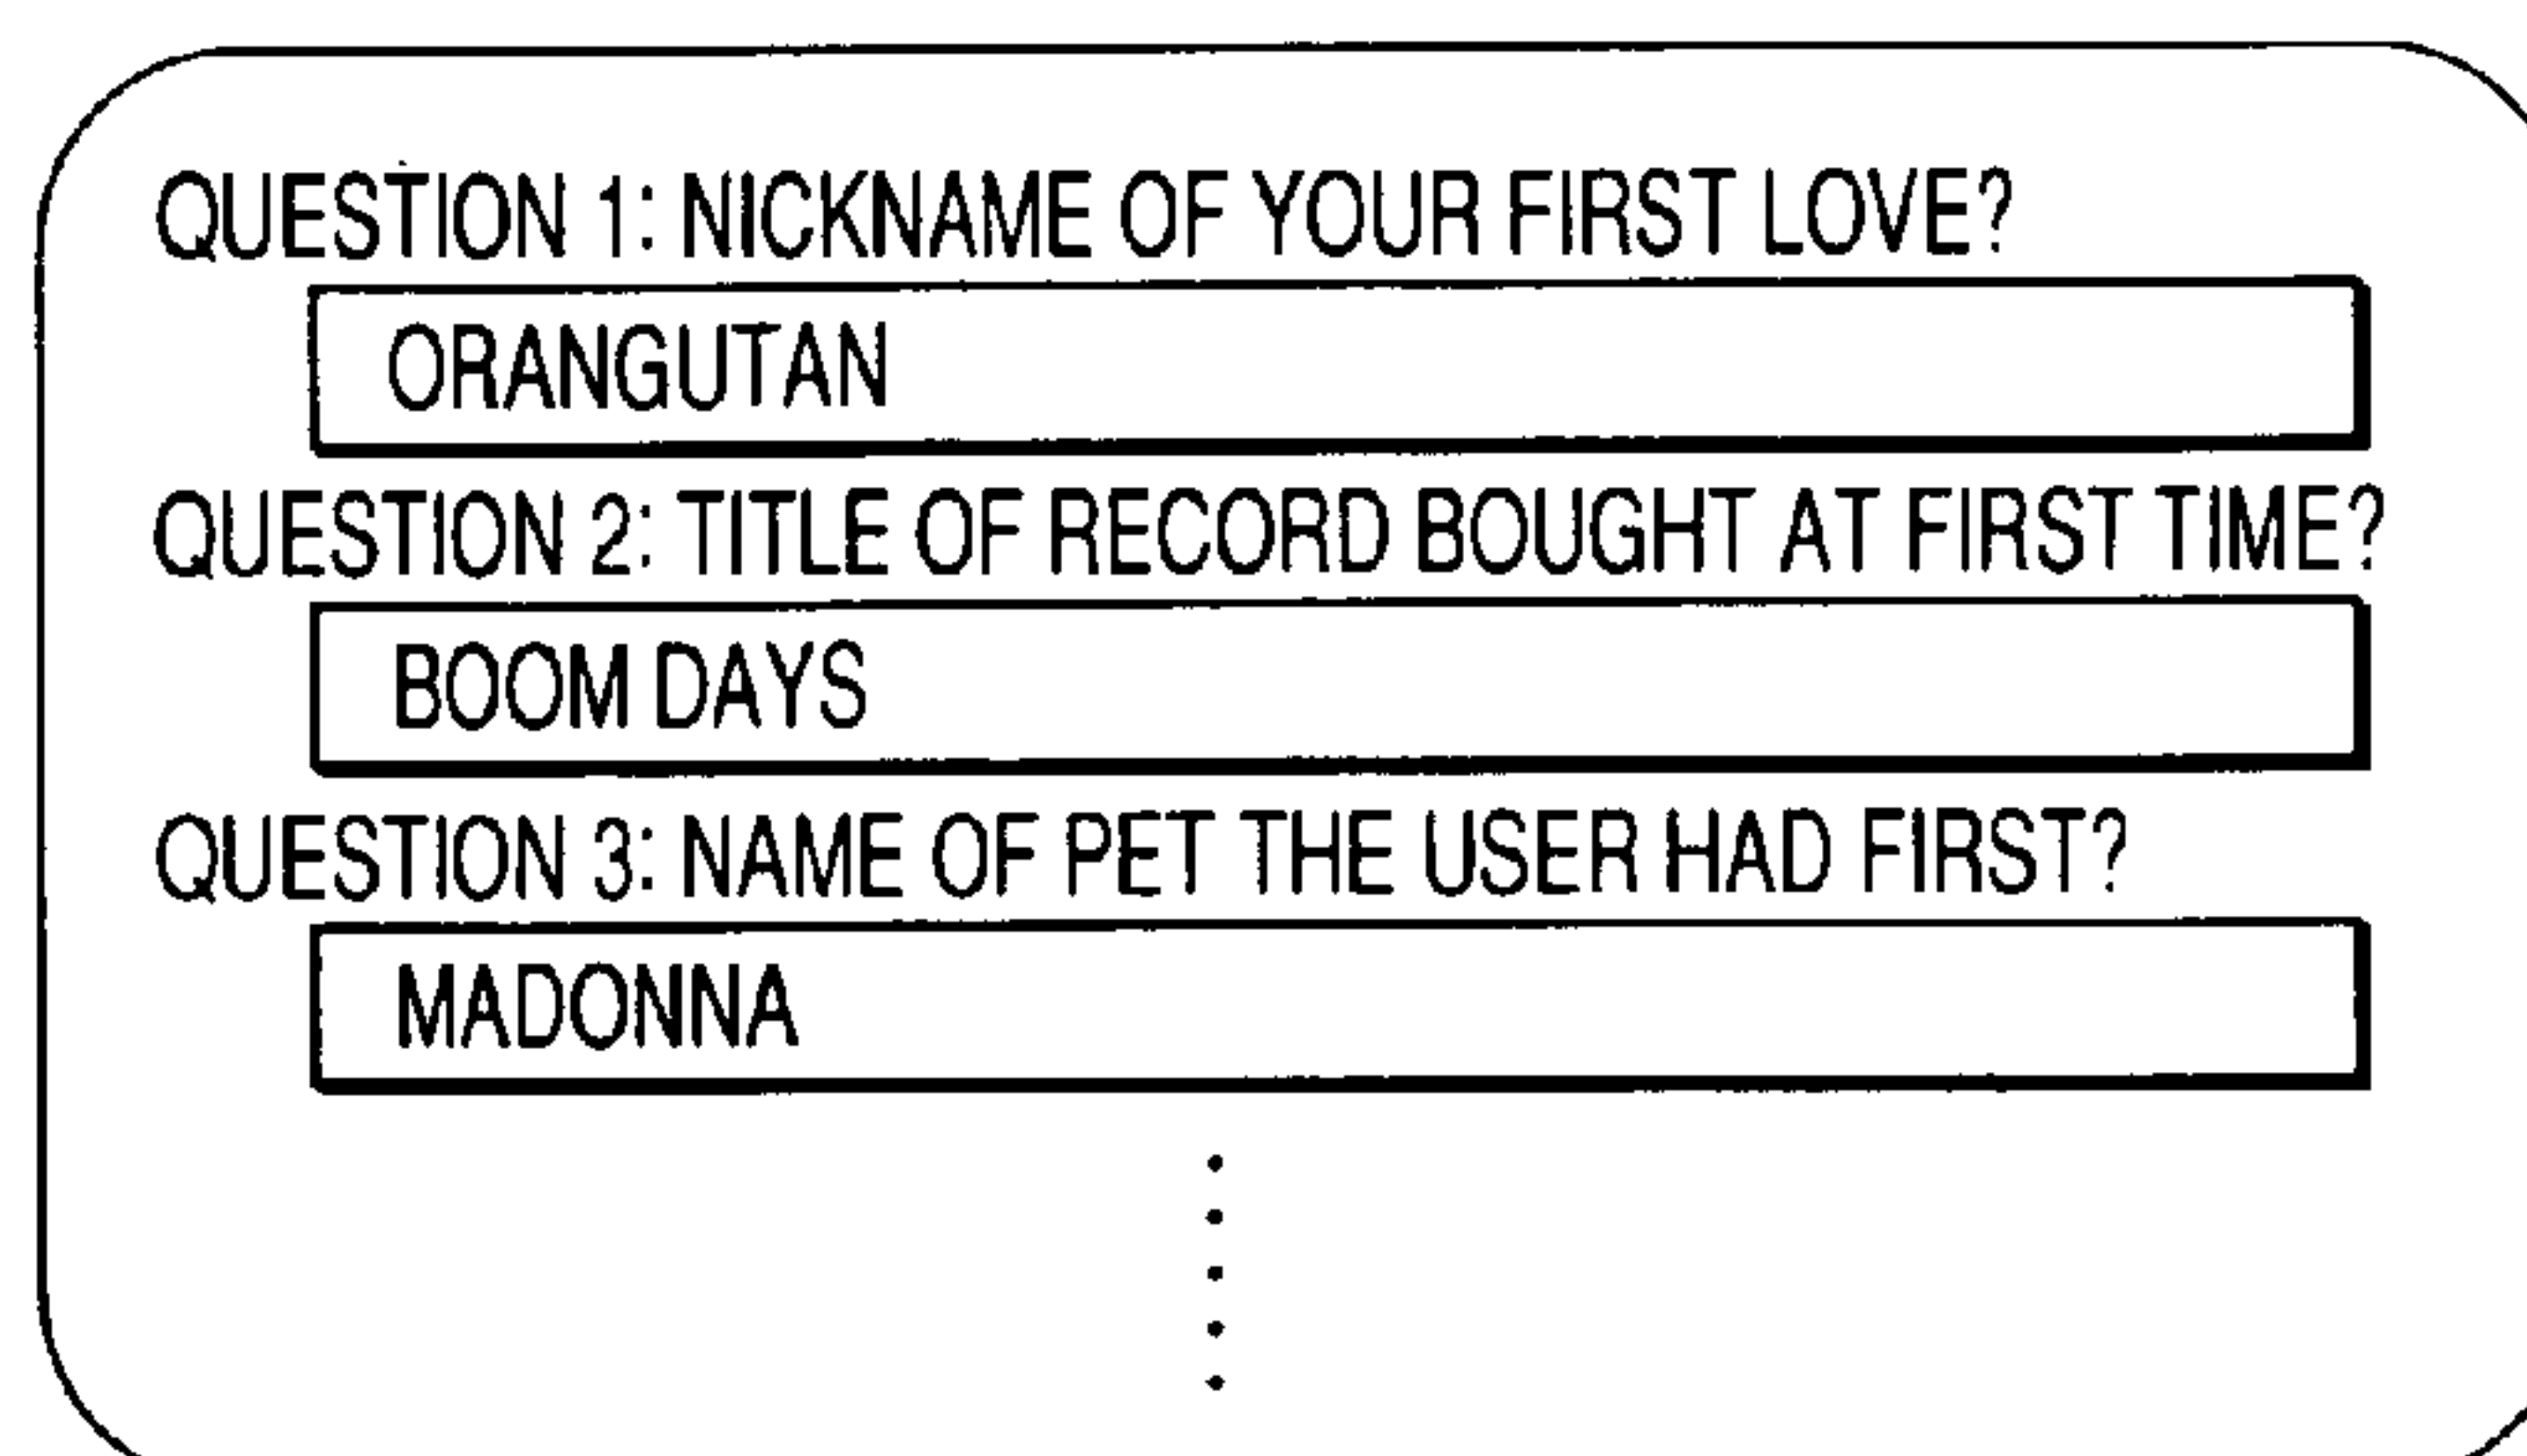 QUESTION 1: NICKNAME OF YOUR FIRST LOVE?
ORANGUTAN
QUESTION 2: TITLE OF RECORD BOUGHT AT FIRST TIME?
BOOM DAYS
QUESTION 3: NAME OF PET THE USER HAD FIRST?
MADONNA